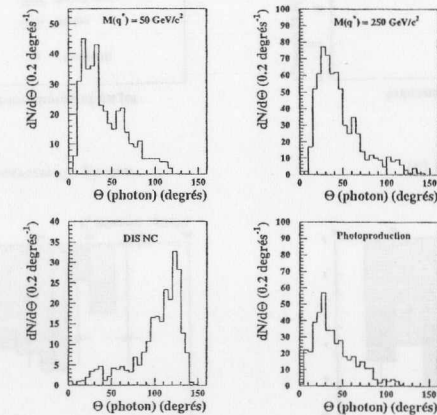 M(q*) = 50 GeV/c²
dN/dΘ (0.2 degrés⁻¹)
50
40
30
20
10
0
0 50 100 150
Θ (photon) (degrés)
M(q*) = 250 GeV/c²
dN/dΘ (0.2 degrés⁻¹)
100
90
80
70
60
50
40
30
20
10
0
0 50 100 150
Θ (photon) (degrés)
DIS NC
dN/dΘ (0.2 degrés⁻¹)
40
35
30
25
20
15
10
5
0
0 50 100 150
Θ (photon) (degrés)
Photoproduction
dN/dΘ (0.2 degrés⁻¹)
100
90
80
70
60
50
40
30
20
10
0
0 50 100 150
Θ (photon) (degrés)